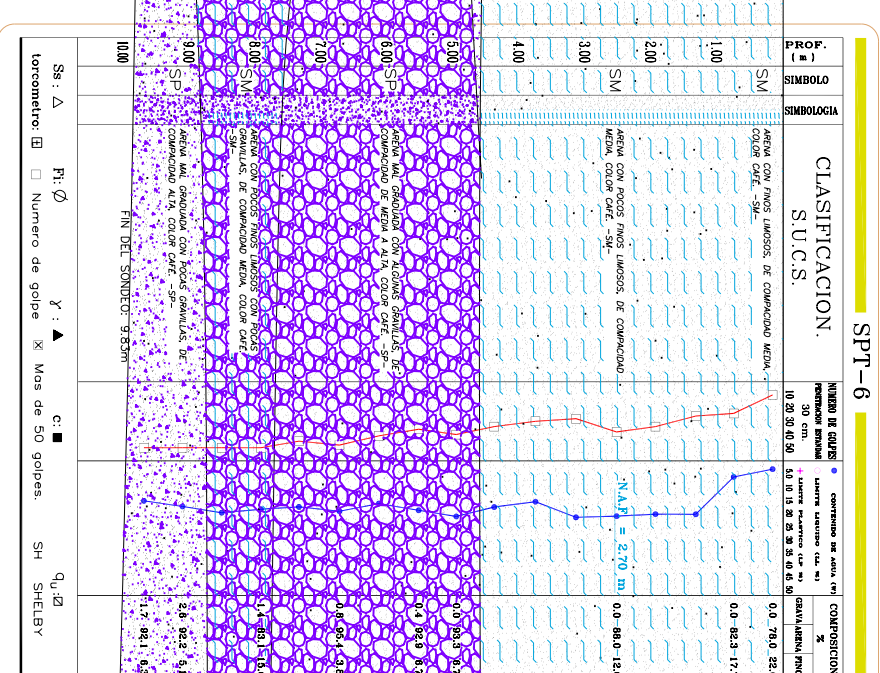 SPT-6
PROF.
( m )
SIMBOLO
SIMBOLOGIA
CLASIFICACION.
S.U.C.S.
NUMERO DE GOLPES
30 cm.
PENETRACION ESTANDAR
10 20 30 40 50
CONTENIDO DE AGUA (W)
LIMITE LIQUIDO (LL %)
LIMITE PLASTICO (LP %)
5.0 10 15 20 25 30 35 40 45 50
COMPOSICION
%
GRAVA ARENA
1.00
2.00
3.00
4.00
5.00
6.00
7.00
8.00
9.00
10.00
SM
ARENA CON FINOS LIMOSOS, DE COMPACIDAD MEDIA,
COLOR CAFÉ. -SM-
0.0 78.0 22.
0.0 82.3 17.
SM
ARENA CON POCOS FINOS LIMOSOS, DE COMPACIDAD
MEDIA, COLOR CAFÉ. -SM-
N.A.F. = 2.70 m
0.0 88.0 12.
0.0 93.3 6.7
0.4 92.9 6.7
SP
ARENA MAL GRADUADA CON ALGUNAS GRAVILLAS, DE
COMPACIDAD DE MEDIA A ALTA, COLOR CAFÉ. -SP-
0.8 95.4 3.8
SM
ARENA CON POCOS FINOS LIMOSOS CON POCAS
GRAVILLAS, DE COMPACIDAD MEDIA, COLOR CAFÉ.
-SM-
1.4 83.1 15.
SP
ARENA MAL GRADUADA CON POCAS GRAVILLAS, DE
COMPACIDAD ALTA, COLOR CAFÉ. -SP-
2.6 92.2 5.
1.7 92.1 6.
FIN DEL SONDEO: 9.83m
Ss: △ Fi: Ø γ : ▲ c: ■ qu:
torcometro: ⊞ □ Numero de golpe ☒ Mas de 50 golpes. SH SHELBY